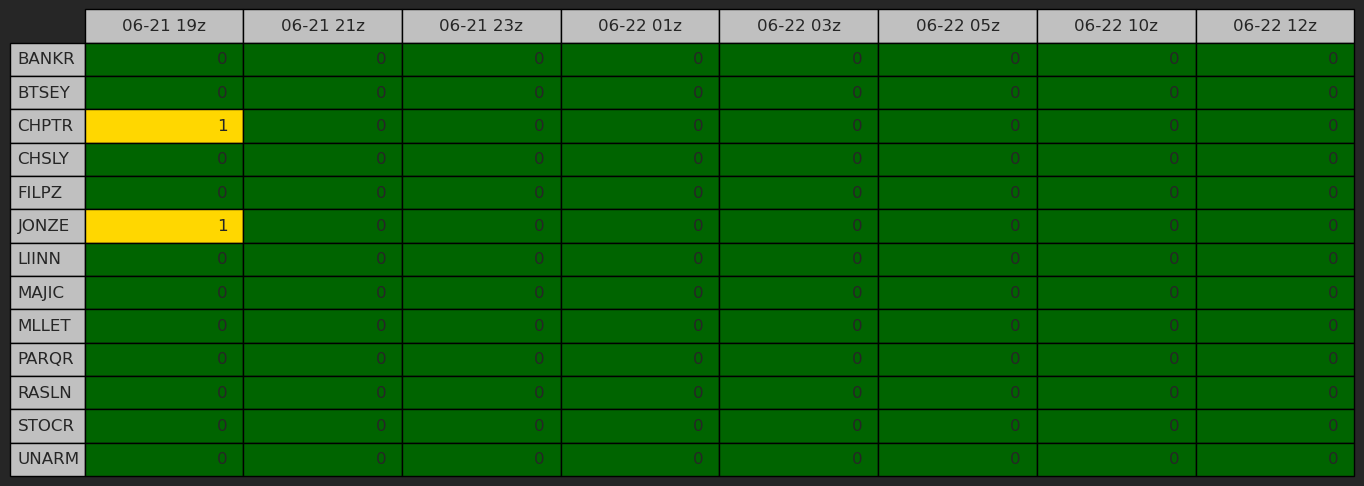 06-21 19z 06-21 21z 06-21 23z 06-22 01z 06-22 03z 06-22 05z 06-22 10z 06-22 12z
BANKR 0 0 0 0 0 0 0 0
BTSEY 0 0 0 0 0 0 0 0
CHPTR 1 0 0 0 0 0 0 0
CHSLY 0 0 0 0 0 0 0 0
FILPZ 0 0 0 0 0 0 0 0
JONZE 1 0 0 0 0 0 0 0
LIINN 0 0 0 0 0 0 0 0
MAJIC 0 0 0 0 0 0 0 0
MLLET 0 0 0 0 0 0 0 0
PARQR 0 0 0 0 0 0 0 0
RASLN 0 0 0 0 0 0 0 0
STOCR 0 0 0 0 0 0 0 0
UNARM 0 0 0 0 0 0 0 0